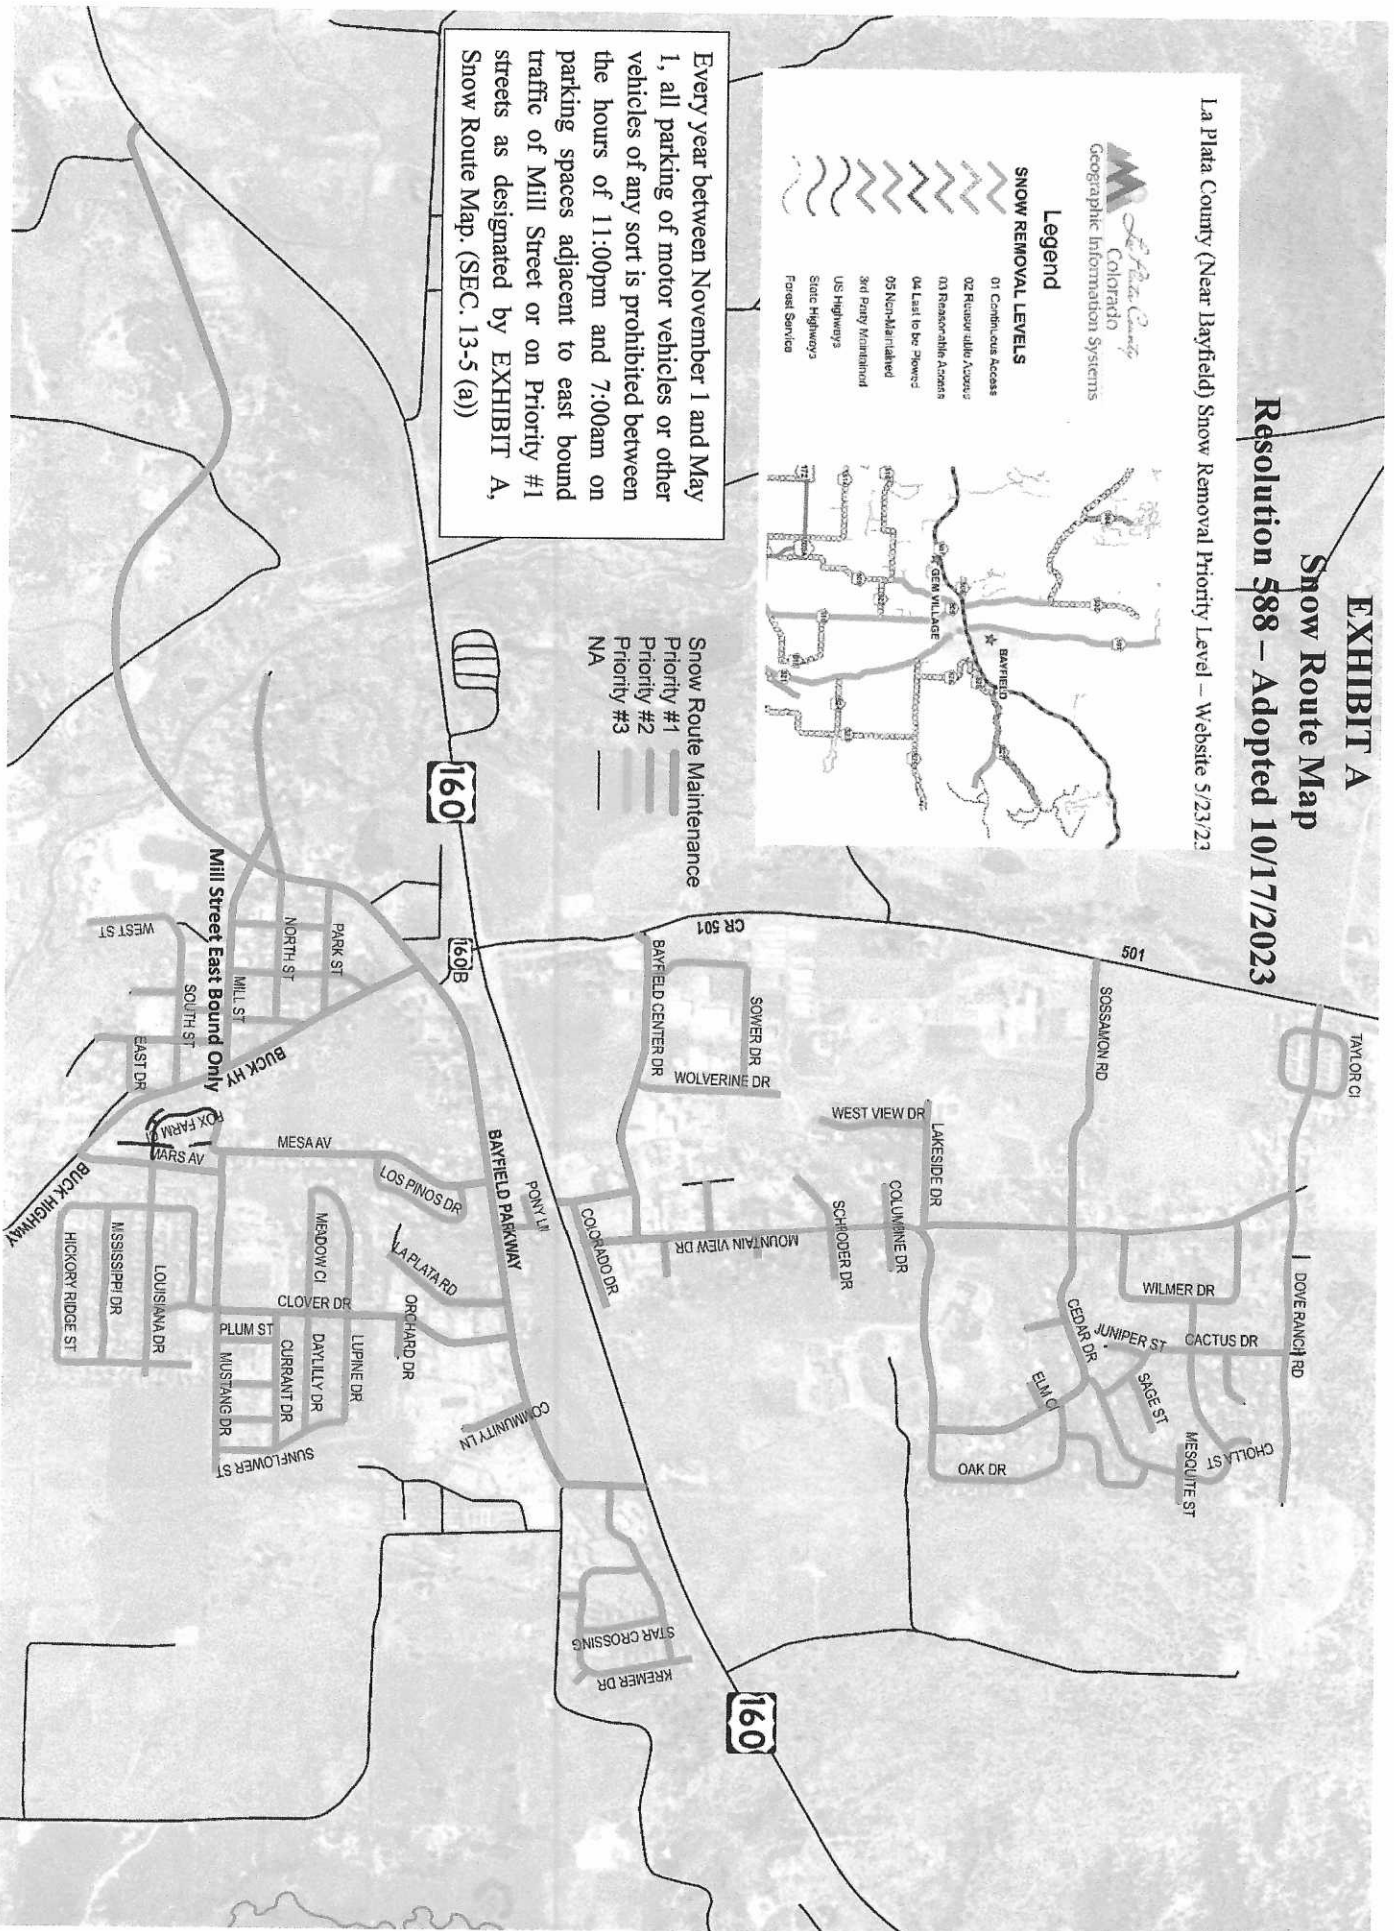 EXHIBIT A
Snow Route Map
Resolution 588 – Adopted 10/17/2023
La Plata County (Near Bayfield) Snow Removal Priority Level – Website 5/23/23
La Plata County
Colorado
Geographic Information Systems
Legend
SNOW REMOVAL LEVELS
01 Continuous Access
02 Reasonable Access
03 Reasonable Access
04 Last to be Plowed
05 Non-Maintained
3rd Party Maintained
US Highways
State Highways
Forest Service
BAYFIELD
GEM VILLAGE
Every year between November 1 and May
1, all parking of motor vehicles or other
vehicles of any sort is prohibited between
the hours of 11:00pm and 7:00am on
parking spaces adjacent to east bound
traffic of Mill Street or on Priority #1
streets as designated by EXHIBIT A,
Snow Route Map. (SEC. 13-5 (a))
Snow Route Maintenance
Priority #1
Priority #2
Priority #3
NA
TAYLOR CI
501
SOSSAMON RD
DOVE RANCH RD
WILMER DR
CACTUS DR
JUNIPER ST
CEDAR DR
SAGE ST
ELM CI
CHOLLA ST
MESQUITE ST
OAK DR
CR 501
SOWER DR
BAYFIELD CENTER DR
WOLVERINE DR
WEST VIEW DR
LAKESIDE DR
COLUMBINE DR
SCHRODER DR
MOUNTAIN VIEW DR
COLORADO DR
PONY LN
160
160B
BAYFIELD PARKWAY
PARK ST
NORTH ST
MILL ST
Mill Street East Bound Only
SOUTH ST
WEST ST
EAST DR
BUCK HY
FOX FARM
MARS AV
MESA AV
LOS PINOS DR
LA PLATA RD
ORCHARD DR
MEADOW CI
CLOVER DR
LUPINE DR
DAYLILLY DR
CURRANT DR
PLUM ST
MUSTANG DR
SUNFLOWER ST
LOUISIANA DR
MSSISSIPPI DR
HICKORY RIDGE ST
BUCK HIGHWAY
COMMUNITY LN
STAR CROSSING
KREMER DR
160